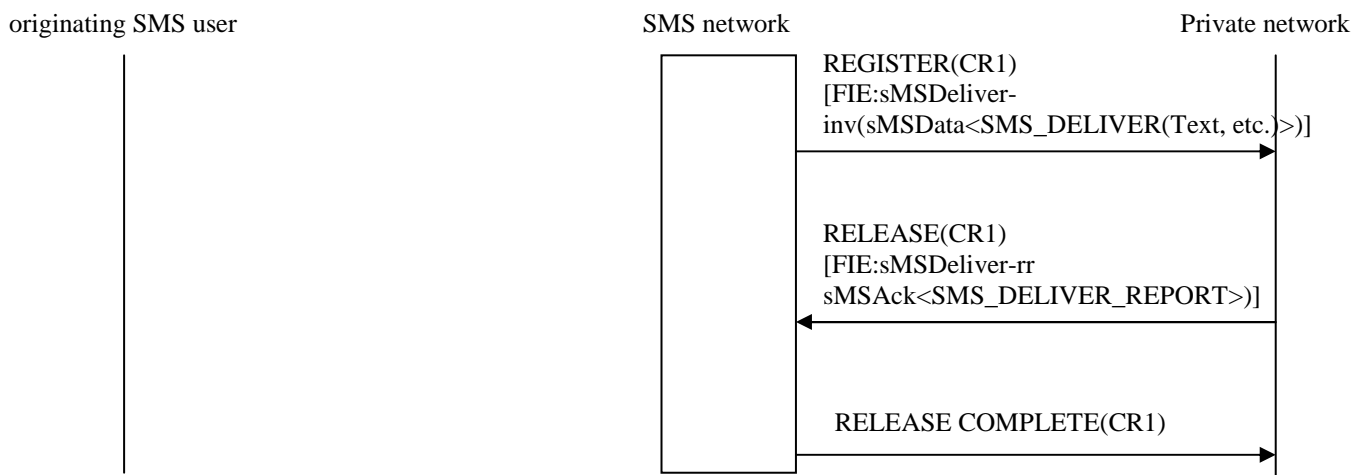 originating SMS user
SMS network
Private network
REGISTER(CR1)
[FIE:sMSDeliver-
inv(sMSData<SMS_DELIVER(Text, etc.)>)]
RELEASE(CR1)
[FIE:sMSDeliver-rr
sMSAck<SMS_DELIVER_REPORT>)]
RELEASE COMPLETE(CR1)